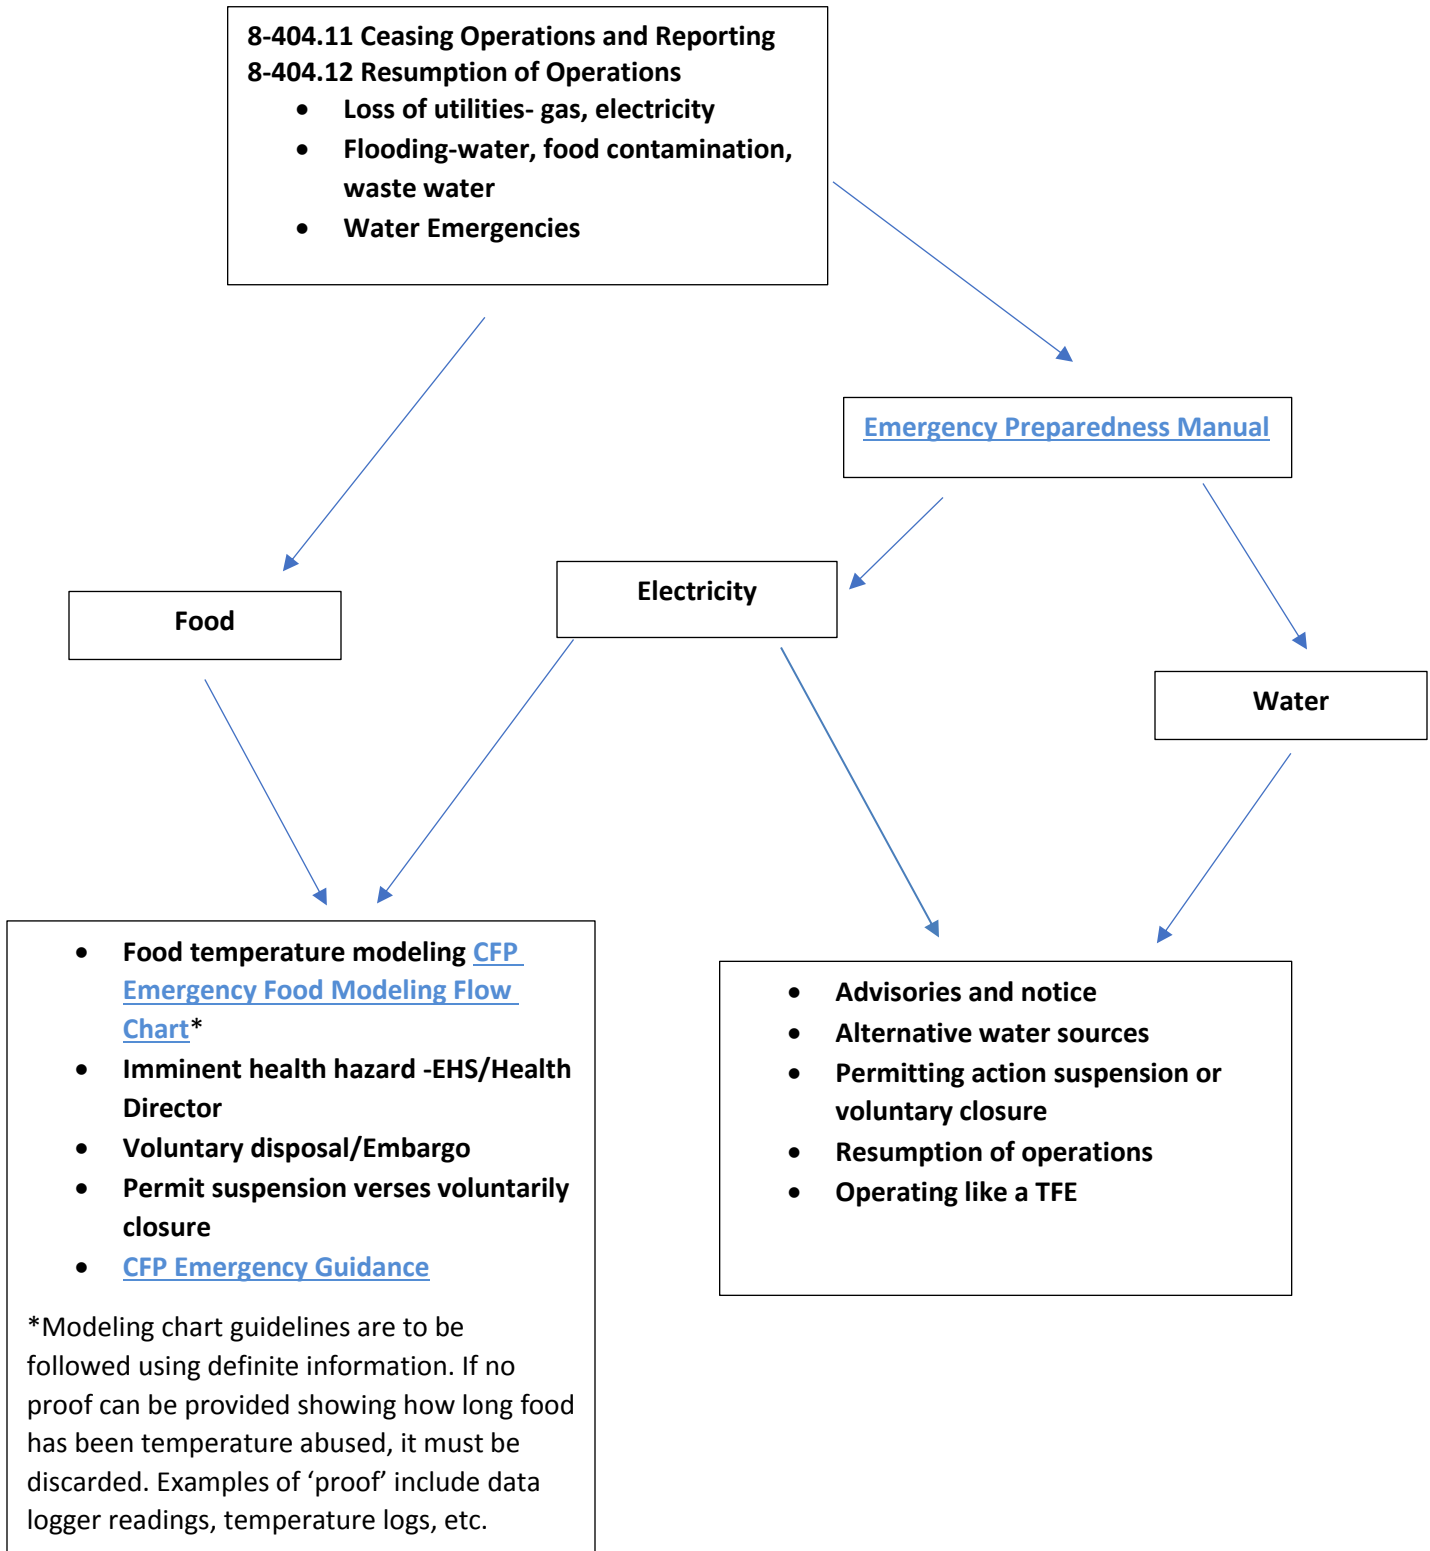 8-404.11 Ceasing Operations and Reporting
8-404.12 Resumption of Operations
• Loss of utilities- gas, electricity
• Flooding-water, food contamination,
waste water
• Water Emergencies
Emergency Preparedness Manual
Electricity
Food
Water
• Food temperature modeling CFP
Emergency Food Modeling Flow
Chart*
• Imminent health hazard -EHS/Health
Director
• Voluntary disposal/Embargo
• Permit suspension verses voluntarily
closure
• CFP Emergency Guidance
*Modeling chart guidelines are to be
followed using definite information. If no
proof can be provided showing how long food
has been temperature abused, it must be
discarded. Examples of ‘proof’ include data
logger readings, temperature logs, etc.
• Advisories and notice
• Alternative water sources
• Permitting action suspension or
voluntary closure
• Resumption of operations
• Operating like a TFE